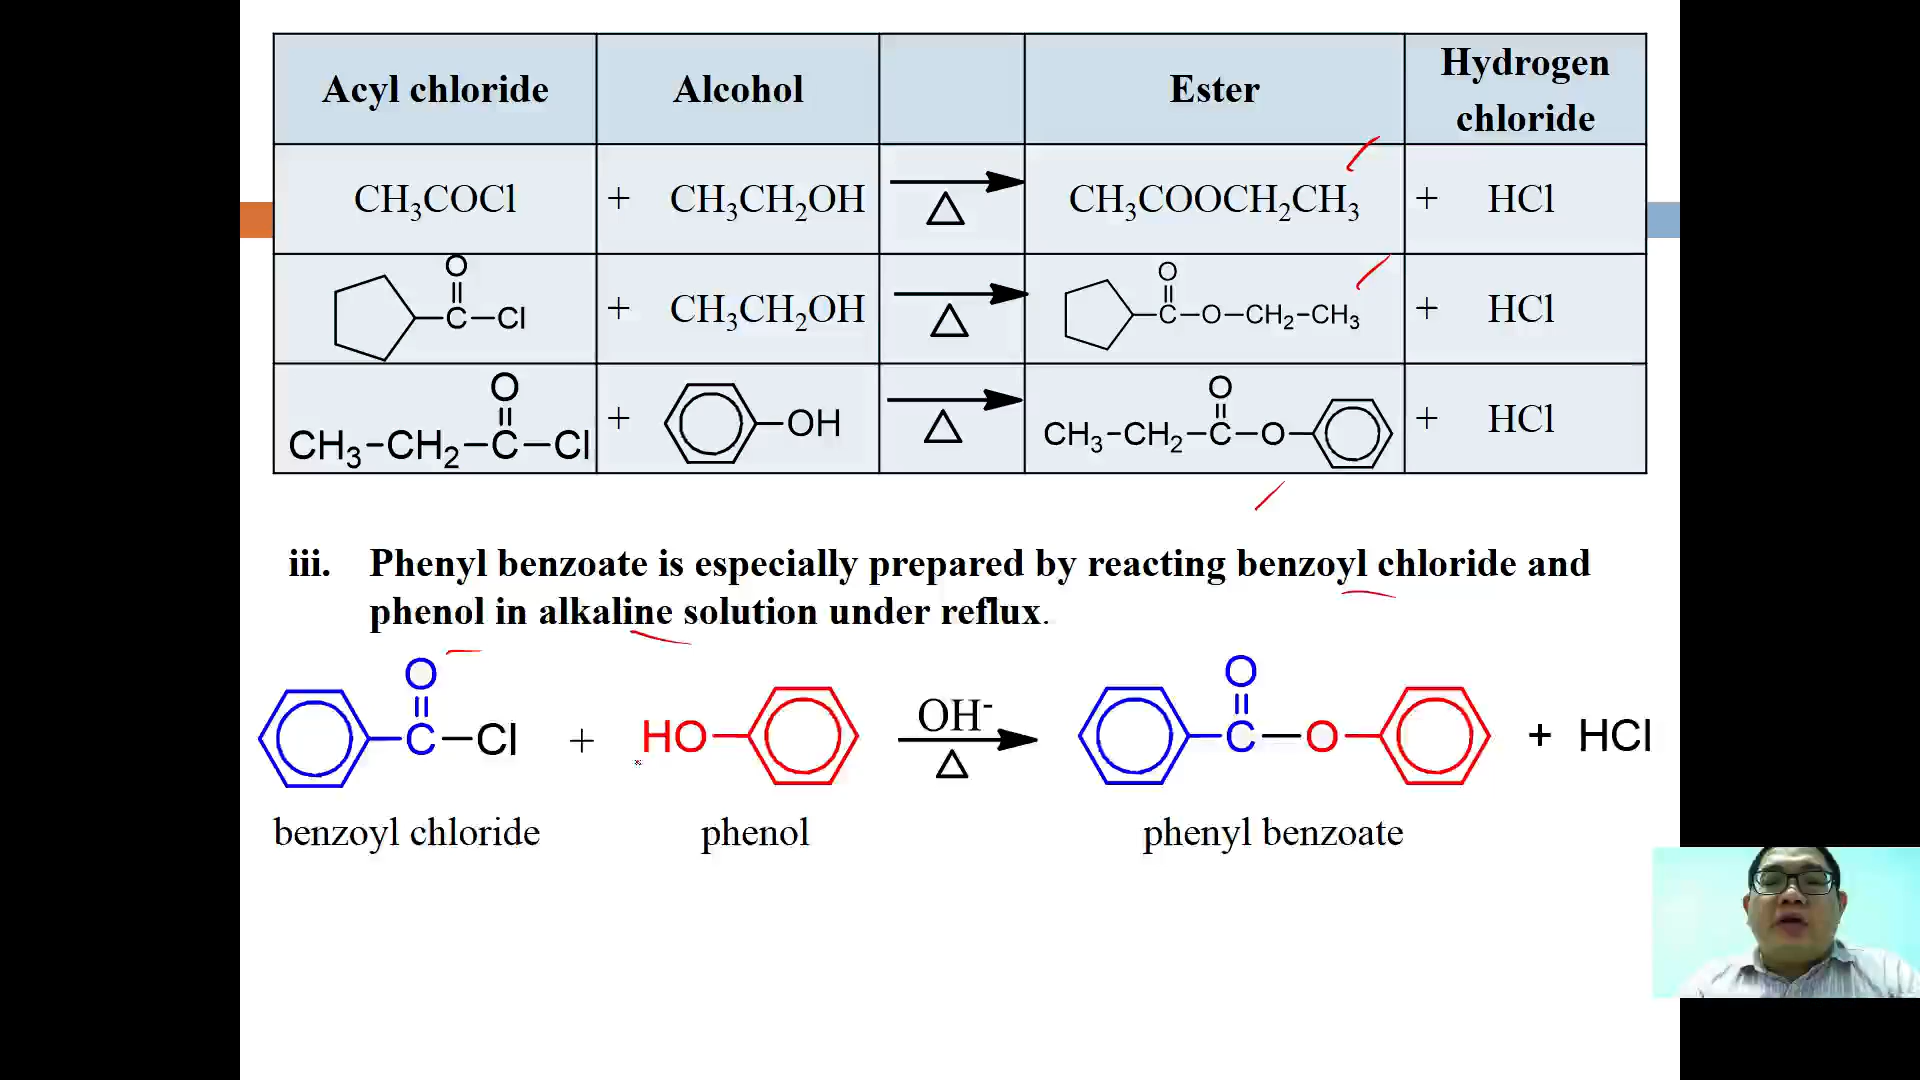 Acyl chloride Alcohol Ester Hydrogen chloride
CH₃COCl + CH₃CH₂OH △ CH₃COOCH₂CH₃ + HCl
O
C—Cl + CH₃CH₂OH △ O
C—O—CH₂—CH₃ + HCl
O
CH₃—CH₂—C—Cl + OH △ O
CH₃—CH₂—C—O + HCl
iii. Phenyl benzoate is especially prepared by reacting benzoyl chloride and
phenol in alkaline solution under reflux.
O
C—Cl + HO OH⁻ △ O
C—O + HCl
benzoyl chloride phenol phenyl benzoate